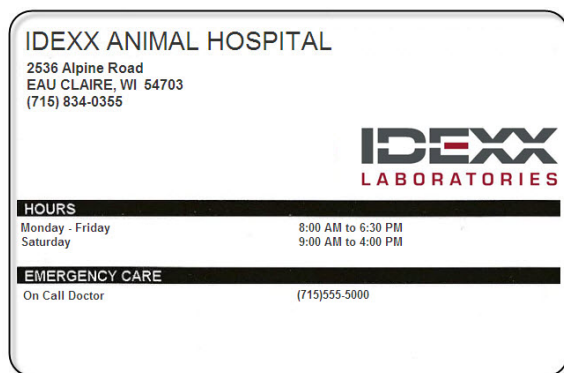 IDEXX ANIMAL HOSPITAL
2536 Alpine Road
EAU CLAIRE, WI 54703
(715) 834-0355
IDEXX
LABORATORIES
HOURS
Monday - Friday 8:00 AM to 6:30 PM
Saturday 9:00 AM to 4:00 PM
EMERGENCY CARE
On Call Doctor (715)555-5000